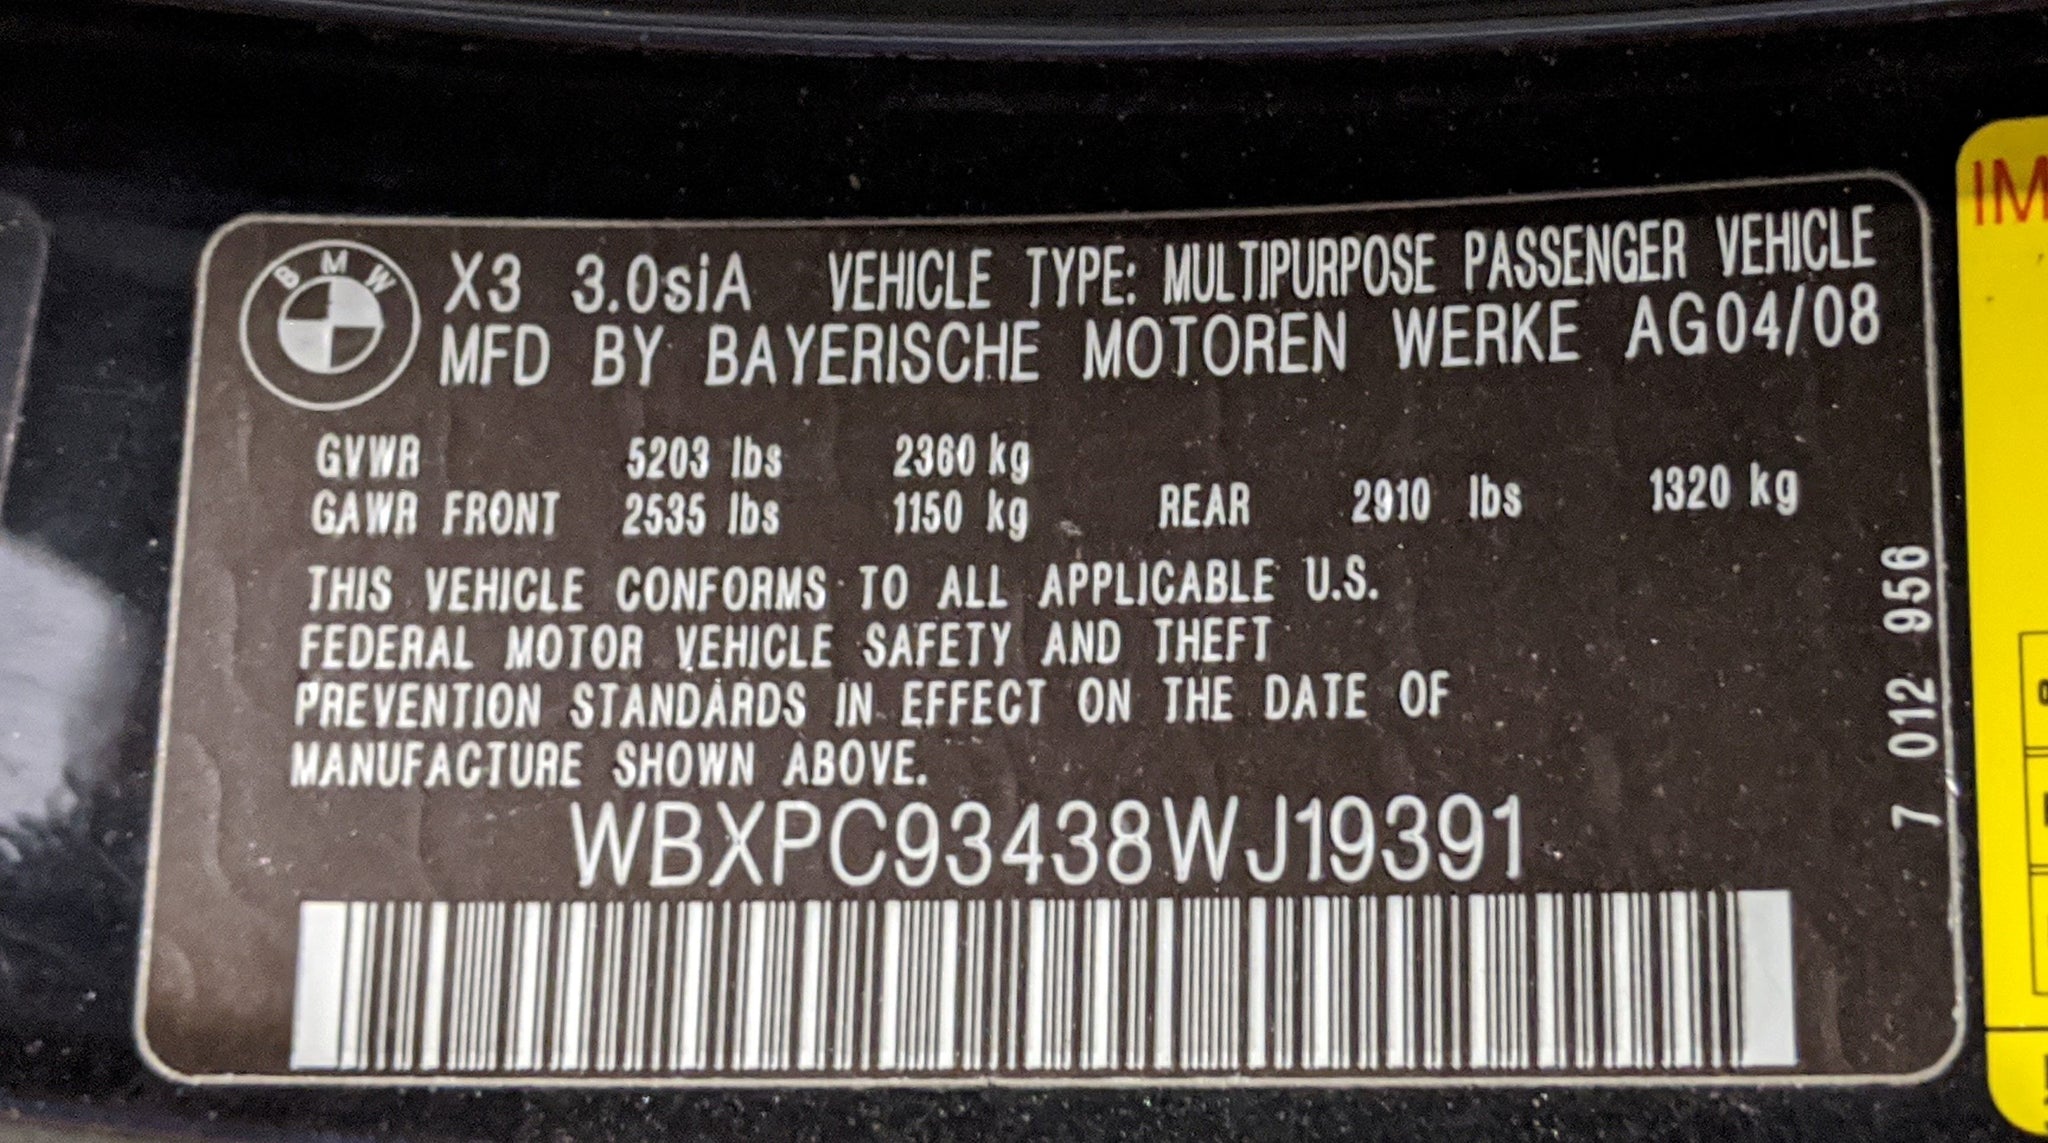 BMW
X3 3.0siA VEHICLE TYPE: MULTIPURPOSE PASSENGER VEHICLE
MFD BY BAYERISCHE MOTOREN WERKE AG04/08
GVWR 5203 lbs 2360 kg
GAWR FRONT 2535 lbs 1150 kg REAR 2910 lbs 1320 kg
THIS VEHICLE CONFORMS TO ALL APPLICABLE U.S.
FEDERAL MOTOR VEHICLE SAFETY AND THEFT
PREVENTION STANDARDS IN EFFECT ON THE DATE OF
MANUFACTURE SHOWN ABOVE.
WBXPC93438WJ19391
7 012 956
IM